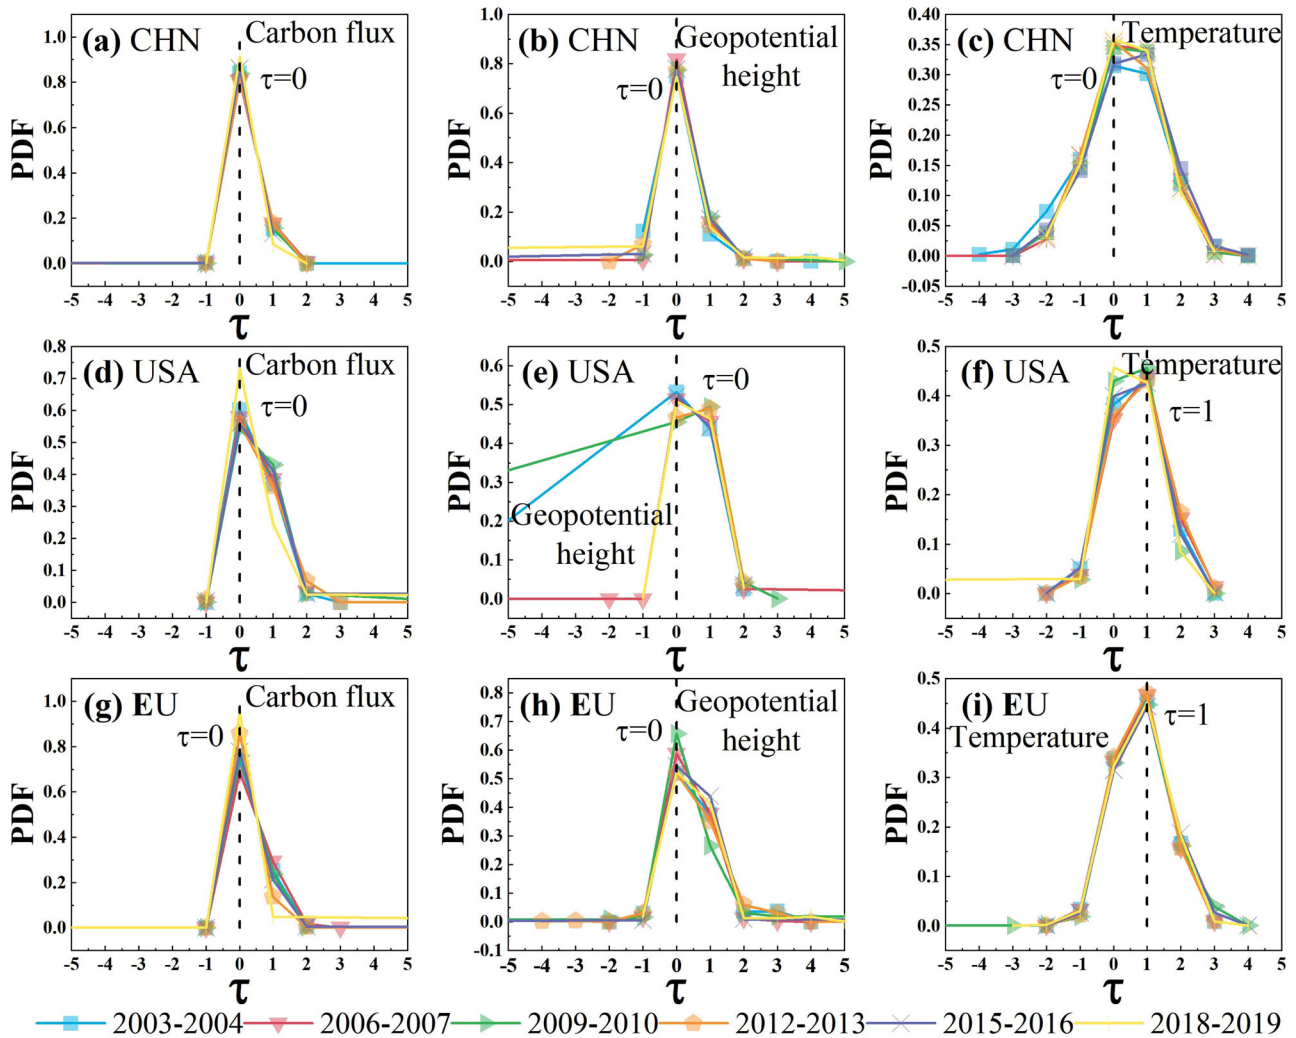 (a) CHN
Carbon flux
τ=0
PDF
1.0
0.8
0.6
0.4
0.2
0.0
-5 -4 -3 -2 -1 0 1 2 3 4 5
τ
(b) CHN
Geopotential
height
τ=0
PDF
1.0
0.8
0.6
0.4
0.2
0.0
-5 -4 -3 -2 -1 0 1 2 3 4 5
τ
(c) CHN
Temperature
τ=0
PDF
0.40
0.35
0.30
0.25
0.20
0.15
0.10
0.05
0.00
-0.05
-5 -4 -3 -2 -1 0 1 2 3 4 5
τ
(d) USA
Carbon flux
τ=0
PDF
0.8
0.7
0.6
0.5
0.4
0.3
0.2
0.1
0.0
-5 -4 -3 -2 -1 0 1 2 3 4 5
τ
(e) USA
τ=0
Geopotential
height
PDF
0.6
0.5
0.4
0.3
0.2
0.1
0.0
-5 -4 -3 -2 -1 0 1 2 3 4 5
τ
(f) USA
Temperature
τ=1
PDF
0.5
0.4
0.3
0.2
0.1
0.0
-5 -4 -3 -2 -1 0 1 2 3 4 5
τ
(g) EU
Carbon flux
τ=0
PDF
1.0
0.8
0.6
0.4
0.2
0.0
-5 -4 -3 -2 -1 0 1 2 3 4 5
τ
(h) EU
Geopotential
height
τ=0
PDF
0.8
0.7
0.6
0.5
0.4
0.3
0.2
0.1
0.0
-0.1
-5 -4 -3 -2 -1 0 1 2 3 4 5
τ
(i) EU
Temperature
τ=1
PDF
0.5
0.4
0.3
0.2
0.1
0.0
-5 -4 -3 -2 -1 0 1 2 3 4 5
τ
2003-2004 2006-2007 2009-2010 2012-2013 2015-2016 2018-2019